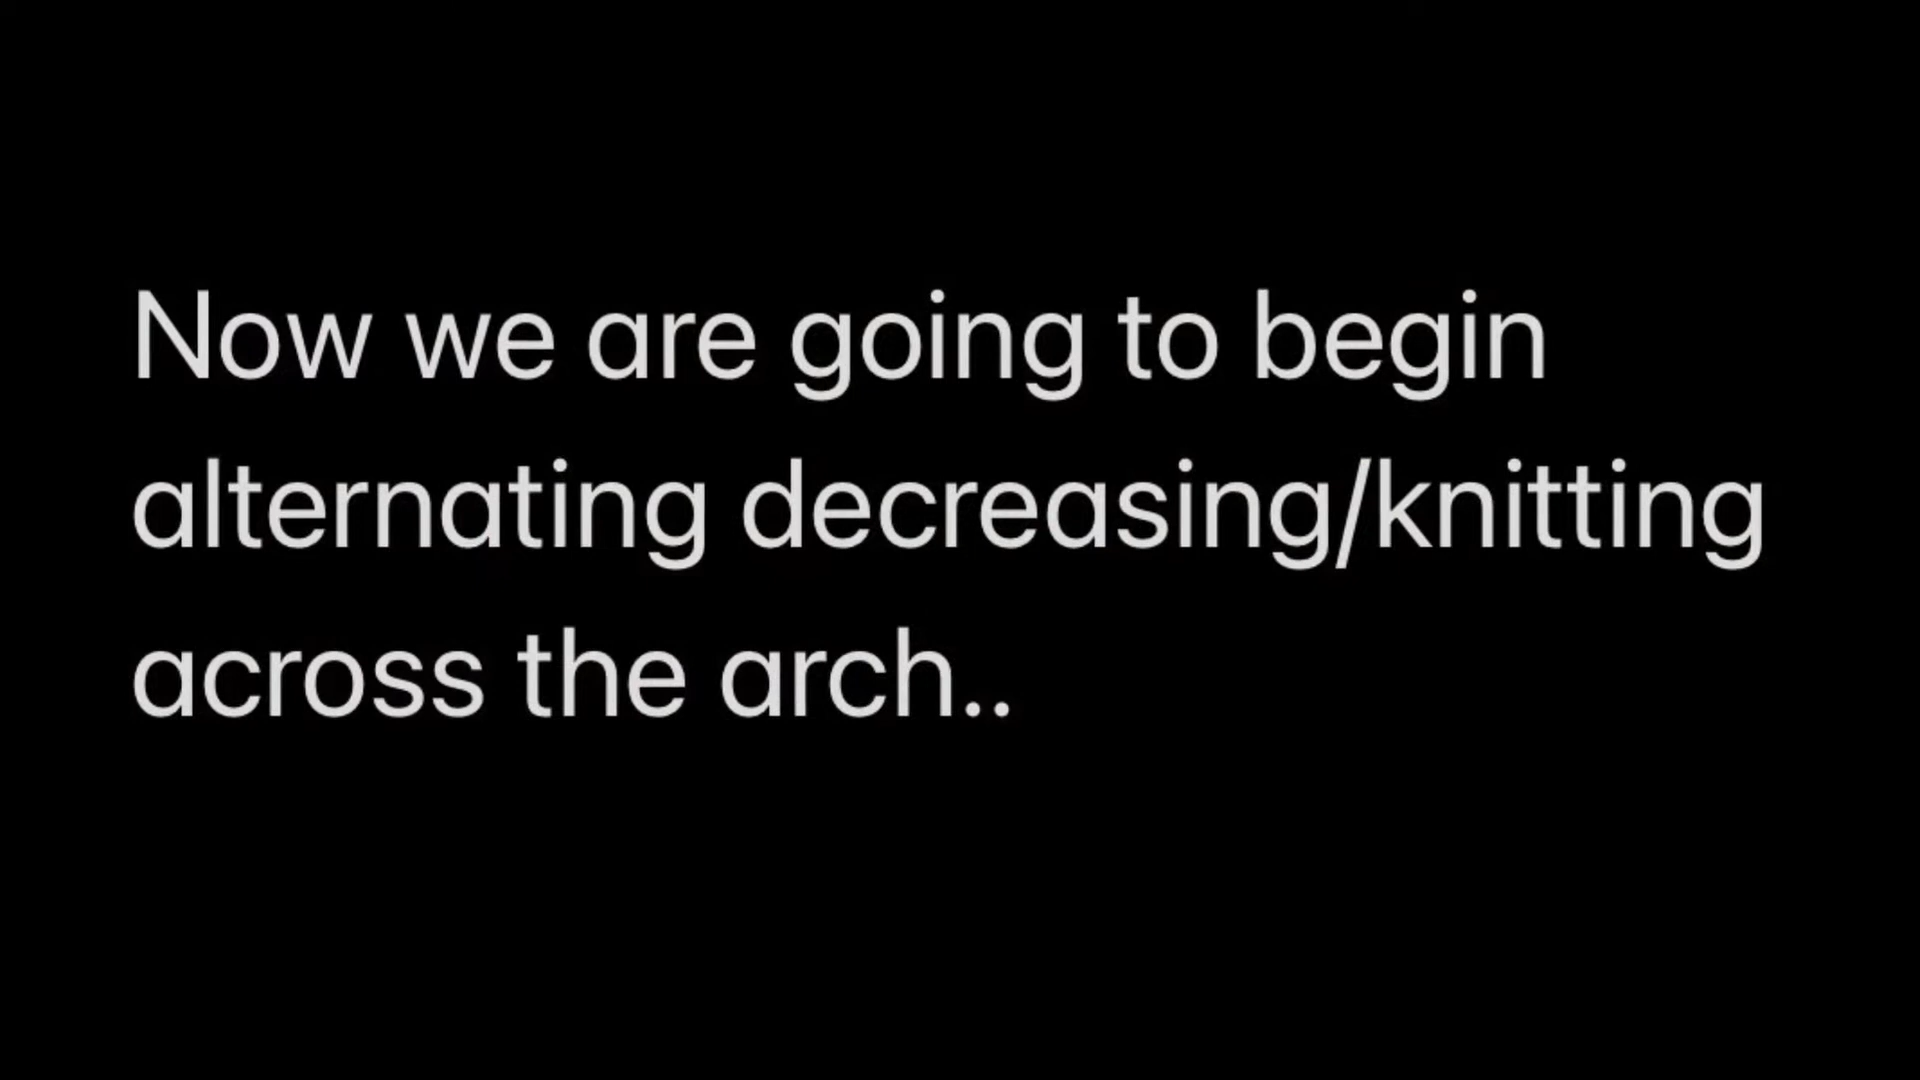 Now we are going to begin
alternating decreasing/knitting
across the arch..